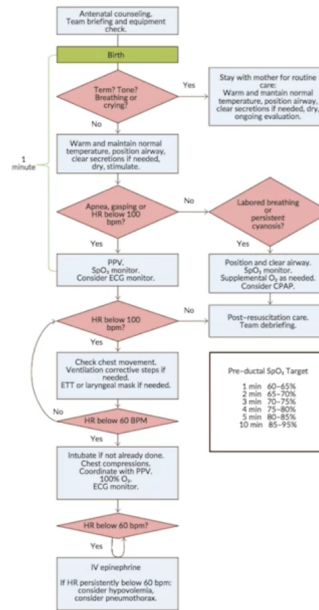 Antenatal counseling.
Team briefing and equipment
check.
Birth
Term? Tone?
Breathing or
crying?
Yes
Stay with mother for routine
care:
Warm and mantain normal
temperature, position airway,
clear secretions if needed, dry,
ongoing evaluation.
No
1
minute
Warm and maintain normal
temperature, position airway,
clear secretions if needed,
dry, stimulate.
Apnea, gasping or
HR below 100
bpm?
No
Labored breathing
or
persistent
cyanosis?
Yes
Yes
No
PPV.
SpO₂ monitor.
Consider ECG monitor.
Position and clear airway.
SpO₂ monitor.
Supplemental O₂ as needed.
Consider CPAP.
HR below 100
bpm?
No
Post-resuscitation care.
Team debriefing.
Yes
Check chest movement.
Ventilation corrective steps if
needed.
ETT or laryngeal mask if needed.
No
HR below 60 BPM
Yes
Pre-ductal SpO₂ Target
1 min 60-65%
2 min 65-70%
3 min 70-75%
4 min 75-80%
5 min 80-85%
10 min 85-95%
Intubate if not already done.
Chest compressions.
Coordinate with PPV.
100% O₂.
ECG monitor.
HR below 60 bpm?
Yes
IV epinephrine
If HR persistently below 60 bpm:
consider hypovolemia,
consider pneumothorax.